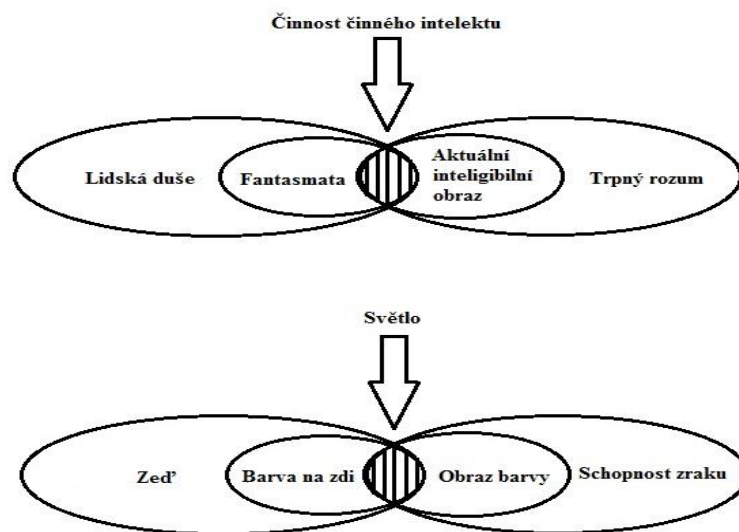 Činnost činného intelektu
Lidská duše
Fantasmata
Aktuální
inteligibilní
obraz
Trpný rozum
Světlo
Zeď
Barva na zdi
Obraz barvy
Schopnost zraku